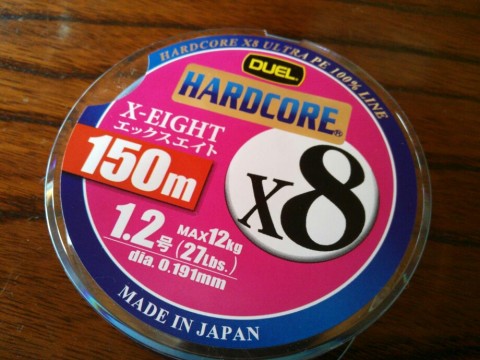 HARDCORE X8 ULTRA PE 100% LINE
DUEL
HARDCORE®
X-EIGHT
エックスエイト
150m
X8
1.2号 MAX12kg
(27Lbs.)
dia. 0.191mm
MADE IN JAPAN